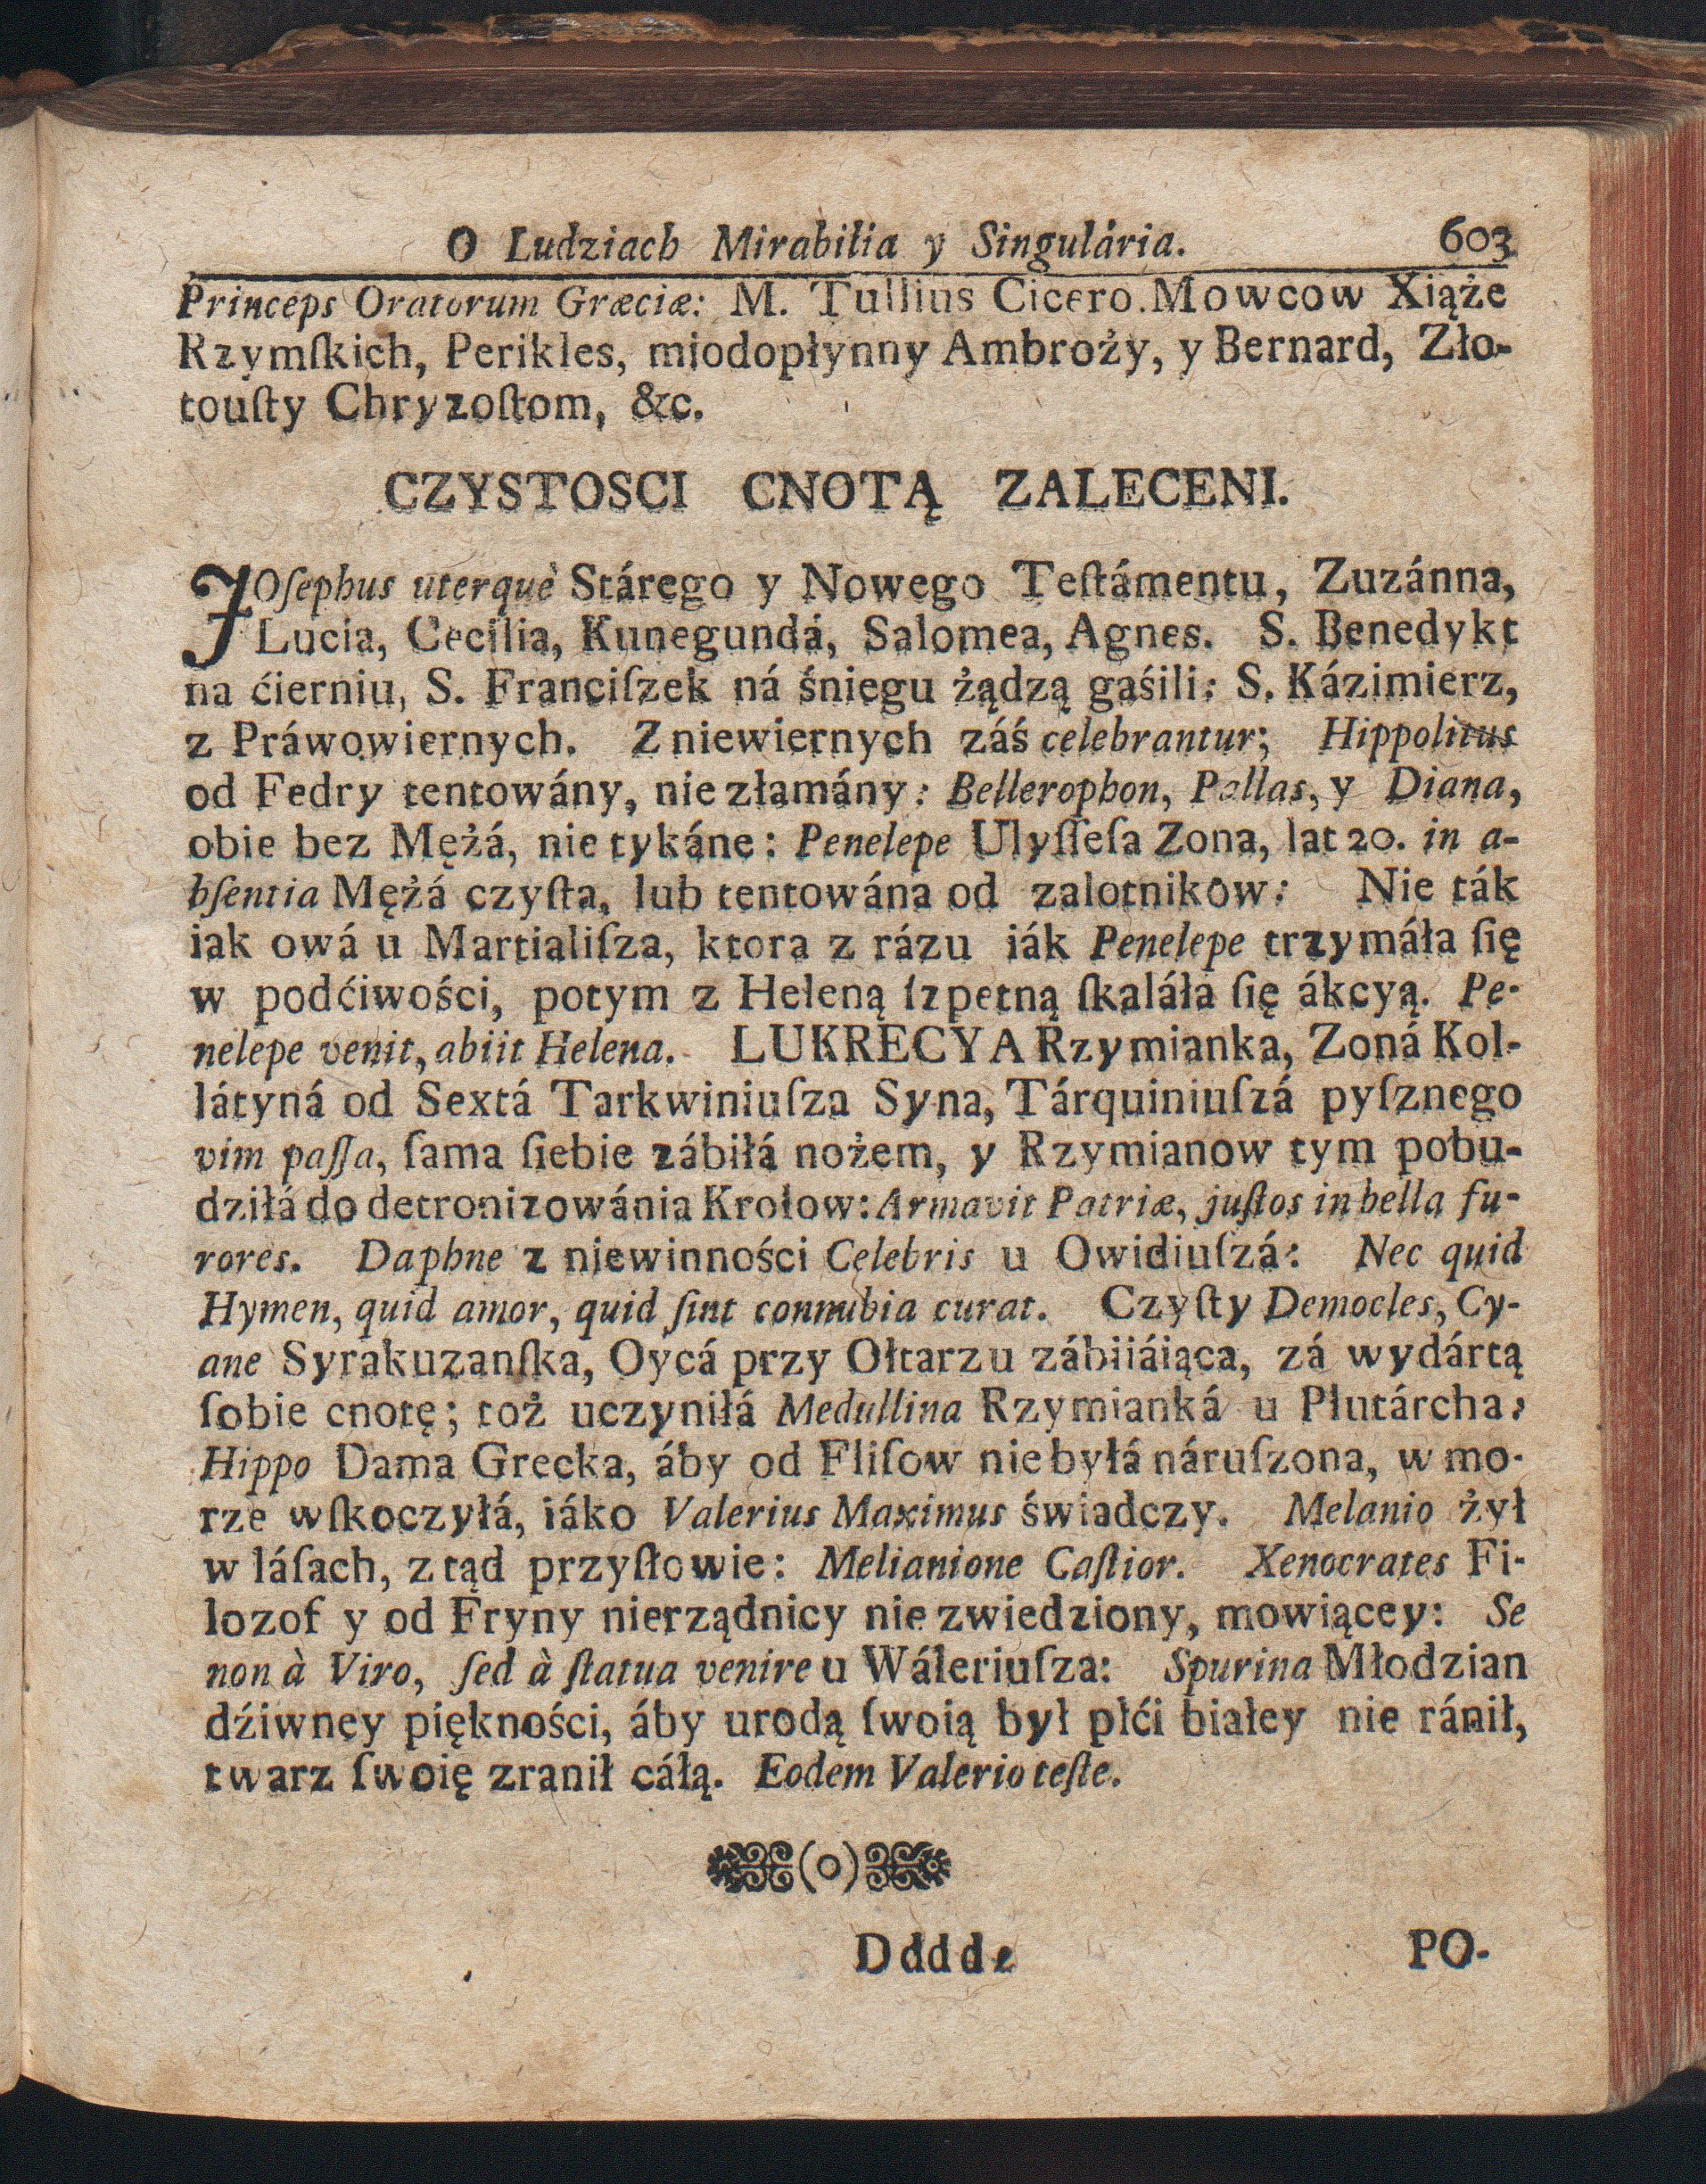 O Ludziach Mirabilia y Singulária. 603
Princeps Oratorum Græciæ: M. Tullius Cicero. Mowcow Xiąże
Rzymſkich, Perikles, miodopłynny Ambroży, y Bernard, Zło-
touſty Chryzoſtom, &c.
CZYSTOSCI CNOTĄ ZALECENI.
JOſephus uterquè Stárego y Nowego Teſtámentu, Zuzánna,
Lucia, Cecilia, Kunegundá, Salomea, Agnes. S. Benedykt
na ćierniu, S. Franciſzek ná śniegu żądzą gaśili: S. Kázimierz,
z Práwowiernych. Z niewiernych záś celebrantur; Hippolitus
od Fedry tentowány, nie złamány: Bellerophon, Pallas, y Diana,
obie bez Mężá, nie tykáne: Penelepe Ulyſſeſa Zona, lat 20. in a-
bſentia Mężá czyſta, lub tentowána od zalotnikow: Nie ták
iak owá u Martialiſza, ktora z rázu iák Penelepe trzymáła ſię
w podćiwości, potym z Heleną ſzpetną ſkaláła ſię ákcyą. Pe-
nelepe venit, abiit Helena. LUKRECYA Rzymianka, Zoná Kol-
látyná od Sextá Tarkwiniuſza Syna, Tárquiniuſzá pyſznego
vim paſſa, ſama ſiebie zábiłá nożem, y Rzymianow tym pobu-
dziłá do detronizowánia Krolow: Armavit Patriæ, juſtos in bella fu-
rores. Daphne z niewinności Celebris u Owidiuſzá: Nec quid
Hymen, quid amor, quid ſint connubia curat. Czyſty Democles, Cy-
ane Syrakuzanſka, Oycá przy Ołtarzu zábiiáiąca, zá wydártą
ſobie cnotę; toż uczyniłá Medullina Rzymianká u Plutárcha:
Hippo Dama Grecka, áby od Fliſow nie byłá náruſzona, w mo-
rze wſkoczyłá, iáko Valerius Maximus świadczy. Melanio żył
w láſach, z tąd przyſłowie: Melianione Caſtior. Xenocrates Fi-
lozof y od Fryny nierządnicy nie zwiedziony, mowiącey: Se
non à Viro, ſed à ſtatua venire u Wáleriuſza: Spurina Młodzian
dźiwney piękności, áby urodą ſwoią był płći białey nie ránił,
twarz ſwoię zranił cáłą. Eodem Valerio teſte.
(o)
Dddde PO-